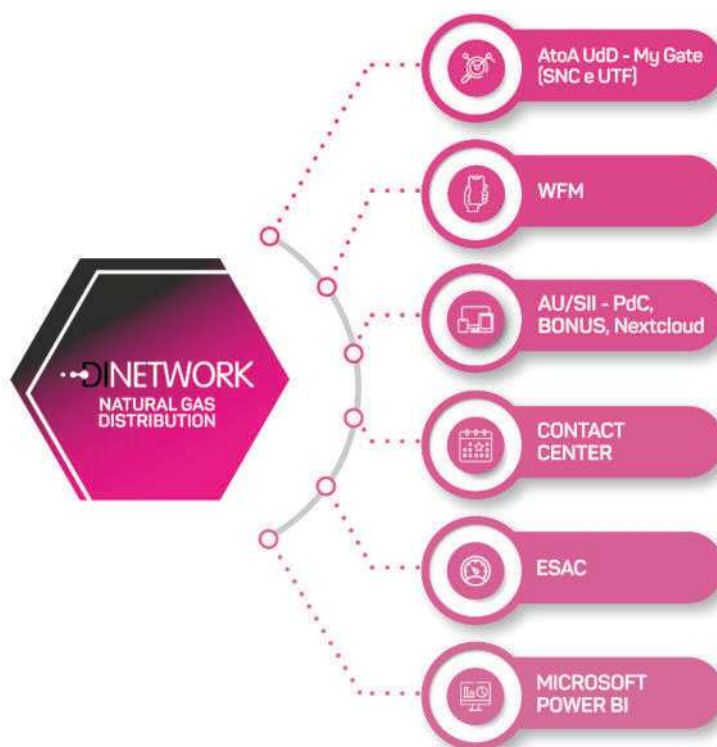 AtoA UdD - My Gate
(SNC e UTF)
WFM
AU/SII - PdC,
BONUS, Nextcloud
DINETWORK
NATURAL GAS
DISTRIBUTION
CONTACT
CENTER
ESAC
MICROSOFT
POWER BI